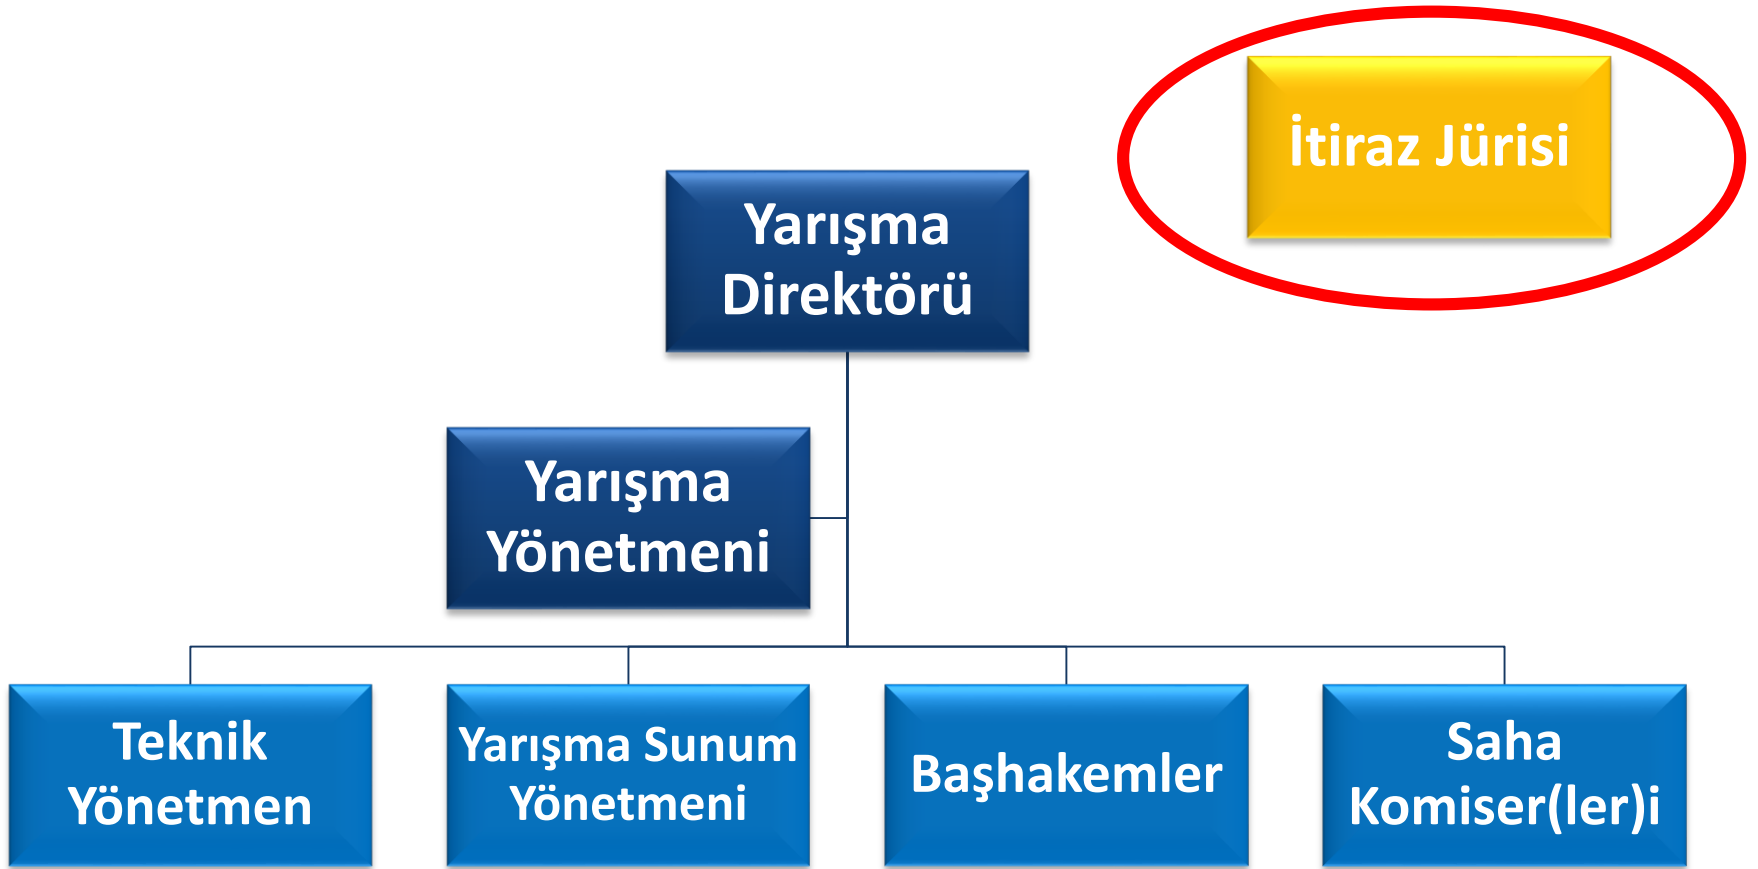 İtiraz Jürisi
Yarışma
Direktörü
Yarışma
Yönetmeni
Teknik
Yönetmen
Yarışma Sunum
Yönetmeni
Başhakemler
Saha
Komiser(ler)i